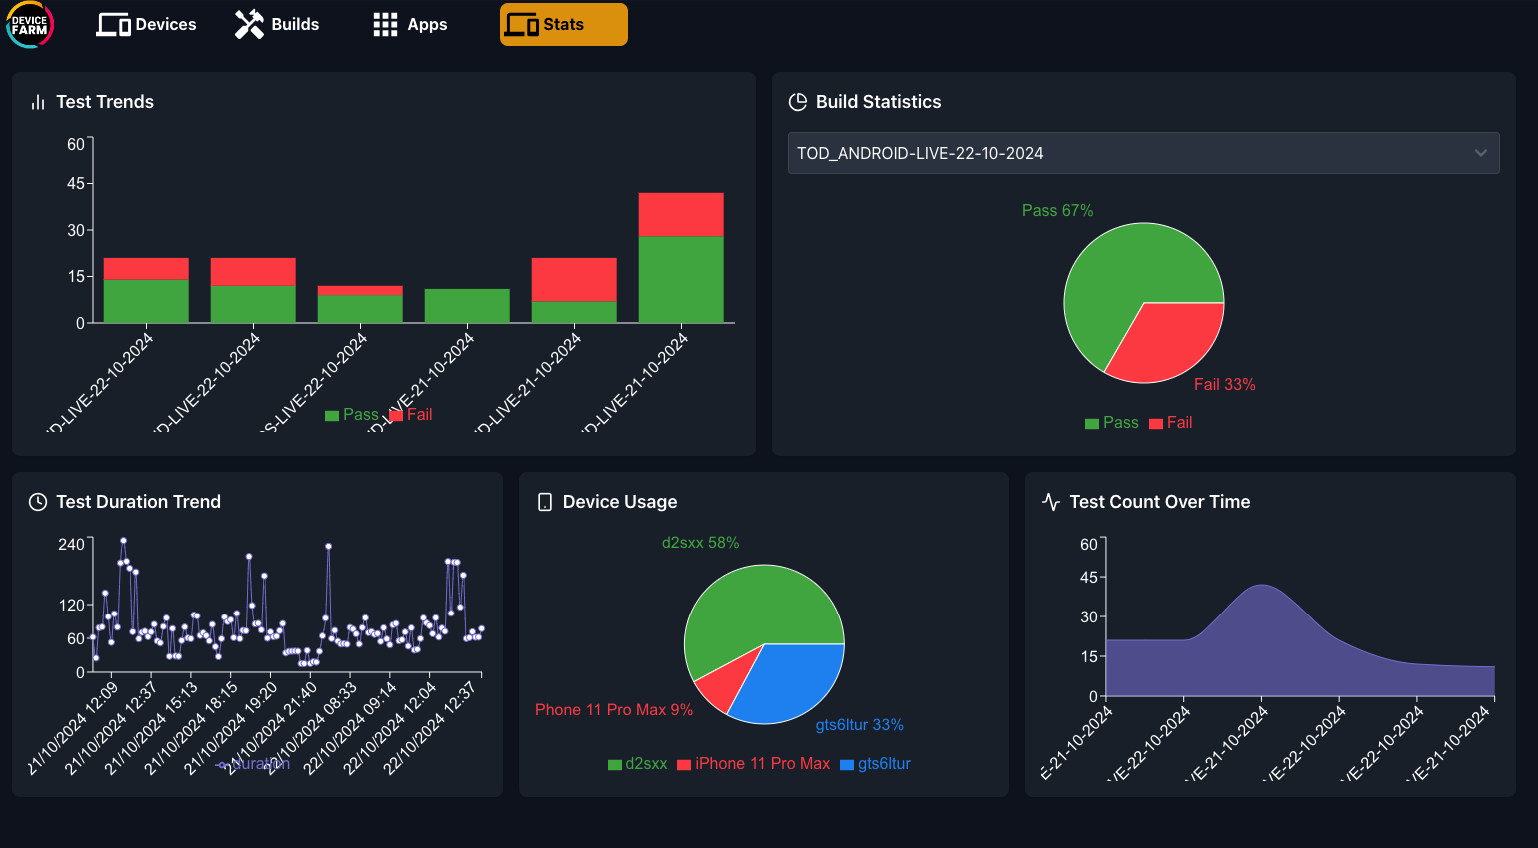 DEVICE
FARM
Devices
Builds
Apps
Stats
Test Trends
60
45
30
15
0
D-LIVE-22-10-2024
D-LIVE-22-10-2024
S-LIVE-22-10-2024
D-LIVE-21-10-2024
D-LIVE-21-10-2024
D-LIVE-21-10-2024
Pass
Fail
Build Statistics
TOD_ANDROID-LIVE-22-10-2024
Pass 67%
Fail 33%
Pass
Fail
Test Duration Trend
240
120
60
0
21/10/2024 12:09
21/10/2024 12:37
21/10/2024 15:13
21/10/2024 18:15
21/10/2024 19:20
21/10/2024 21:40
22/10/2024 08:33
22/10/2024 09:14
22/10/2024 12:04
22/10/2024 12:37
duration
Device Usage
d2sxx 58%
Phone 11 Pro Max 9%
gts6ltur 33%
d2sxx
iPhone 11 Pro Max
gts6ltur
Test Count Over Time
60
45
30
15
0
E-21-10-2024
VE-22-10-2024
VE-21-10-2024
VE-22-10-2024
VE-22-10-2024
VE-21-10-2024